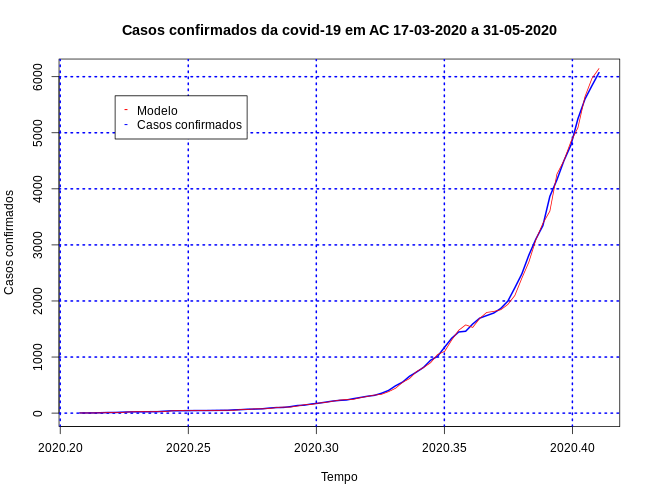 Casos confirmados da covid-19 em AC 17-03-2020 a 31-05-2020
6000
5000
4000
3000
2000
1000
0
Casos confirmados
- Modelo
- Casos confirmados
2020.20 2020.25 2020.30 2020.35 2020.40
Tempo